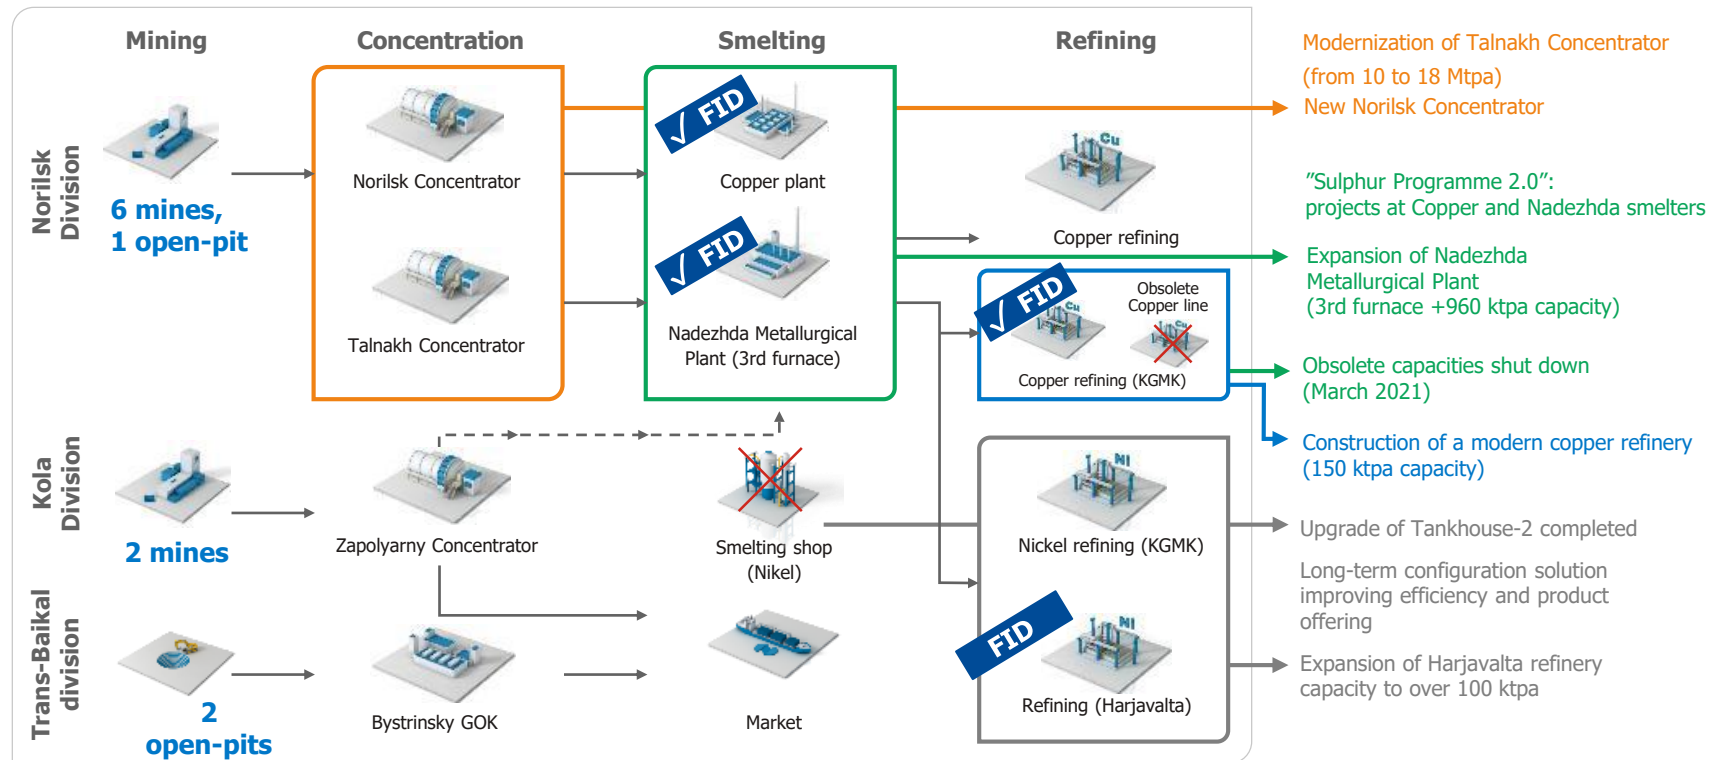 Mining
Concentration
Smelting
Refining
Norilsk
Division
6 mines,
1 open-pit
Norilsk Concentrator
Talnakh Concentrator
✓ FID
Copper plant
✓ FID
Nadezhda Metallurgical
Plant (3rd furnace)
Cu
Copper refining
✓ FID
Cu
Obsolete
Copper line
Cu
Copper refining (KGMK)
Modernization of Talnakh Concentrator
(from 10 to 18 Mtpa)
New Norilsk Concentrator
”Sulphur Programme 2.0”:
projects at Copper and Nadezhda smelters
Expansion of Nadezhda
Metallurgical Plant
(3rd furnace +960 ktpa capacity)
Obsolete capacities shut down
(March 2021)
Construction of a modern copper refinery
(150 ktpa capacity)
Kola
Division
2 mines
Zapolyarny Concentrator
Smelting shop
(Nikel)
NI
Nickel refining (KGMK)
Upgrade of Tankhouse-2 completed
Long-term configuration solution
improving efficiency and product
offering
Trans-Baikal
division
2
open-pits
Bystrinsky GOK
Market
FID
NI
Refining (Harjavalta)
Expansion of Harjavalta refinery
capacity to over 100 ktpa